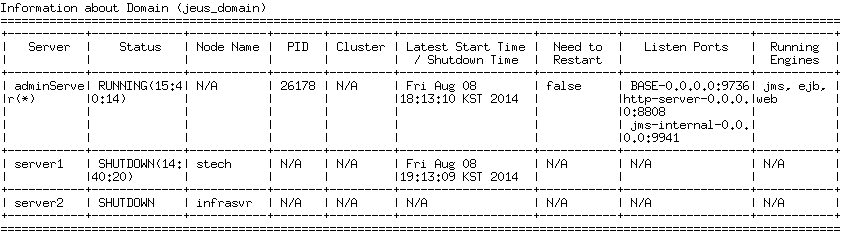 Information about Domain (jeus_domain)
================================================================================
+----------+------------+-----------+-------+---------+--------------------+-----------+-------------------+-----------+
| Server | Status | Node Name | PID | Cluster | Latest Start Time | Need to | Listen Ports | Running |
| | | | | | / Shutdown Time | Restart | | Engines |
+----------+------------+-----------+-------+---------+--------------------+-----------+-------------------+-----------+
| adminServe | RUNNING(15:4 | N/A | 26178 | N/A | Fri Aug 08 | false | BASE-0.0.0.0:9736 | jms, ejb, |
|r(*) |0:14) | | | |18:13:10 KST 2014 | |http-server-0.0.0. |web |
| | | | | | | |0:8808 | |
| | | | | | | | jms-internal-0.0. | |
| | | | | | | |0.0:9941 | |
+----------+------------+-----------+-------+---------+--------------------+-----------+-------------------+-----------+
| server1 | SHUTDOWN(14: | stech | N/A | N/A | Fri Aug 08 | N/A | N/A | N/A |
| |40:20) | | | |19:13:09 KST 2014 | | | |
+----------+------------+-----------+-------+---------+--------------------+-----------+-------------------+-----------+
| server2 | SHUTDOWN | infrasvr | N/A | N/A | N/A | N/A | N/A | N/A |
+----------+------------+-----------+-------+---------+--------------------+-----------+-------------------+-----------+
================================================================================